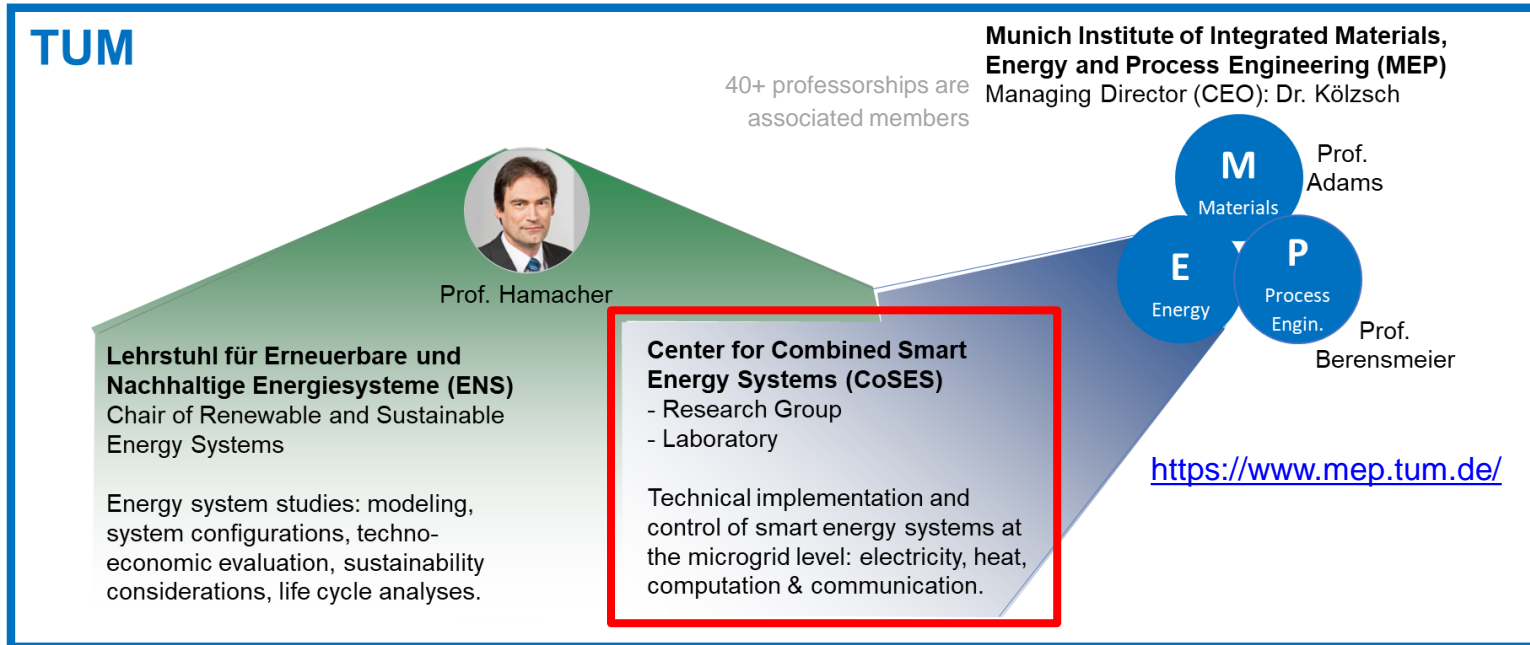 TUM
Munich Institute of Integrated Materials,
Energy and Process Engineering (MEP)
Managing Director (CEO): Dr. Kölzsch
40+ professorships are
associated members
M
Materials
Prof.
Adams
E
Energy
P
Process
Engin.
Prof.
Berensmeier
Prof. Hamacher
Lehrstuhl für Erneuerbare und
Nachhaltige Energiesysteme (ENS)
Chair of Renewable and Sustainable
Energy Systems
Energy system studies: modeling,
system configurations, techno-
economic evaluation, sustainability
considerations, life cycle analyses.
Center for Combined Smart
Energy Systems (CoSES)
- Research Group
- Laboratory
Technical implementation and
control of smart energy systems at
the microgrid level: electricity, heat,
computation & communication.
https://www.mep.tum.de/